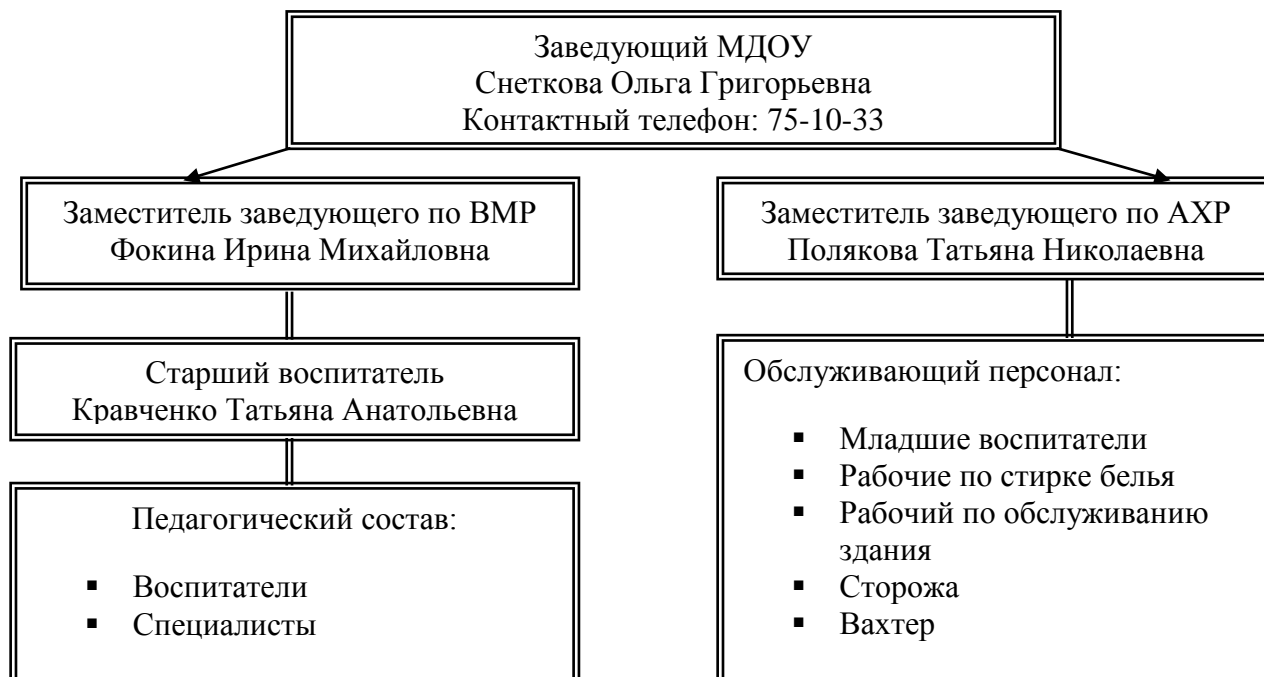 Заведующий МДОУ
Снеткова Ольга Григорьевна
Контактный телефон: 75-10-33
Заместитель заведующего по ВМР
Фокина Ирина Михайловна
Заместитель заведующего по АХР
Полякова Татьяна Николаевна
Старший воспитатель
Кравченко Татьяна Анатольевна
Педагогический состав:
▪ Воспитатели
▪ Специалисты
Обслуживающий персонал:
▪ Младшие воспитатели
▪ Рабочие по стирке белья
▪ Рабочий по обслуживанию
здания
▪ Сторожа
▪ Вахтер